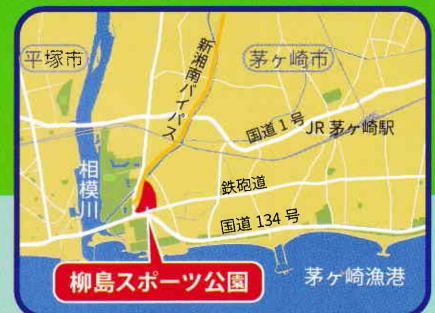 平塚市
新湘南バイパス
茅ヶ崎市
国道1号
JR 茅ヶ崎駅
相模川
鉄砲道
国道 134 号
柳島スポーツ公園
茅ヶ崎漁港